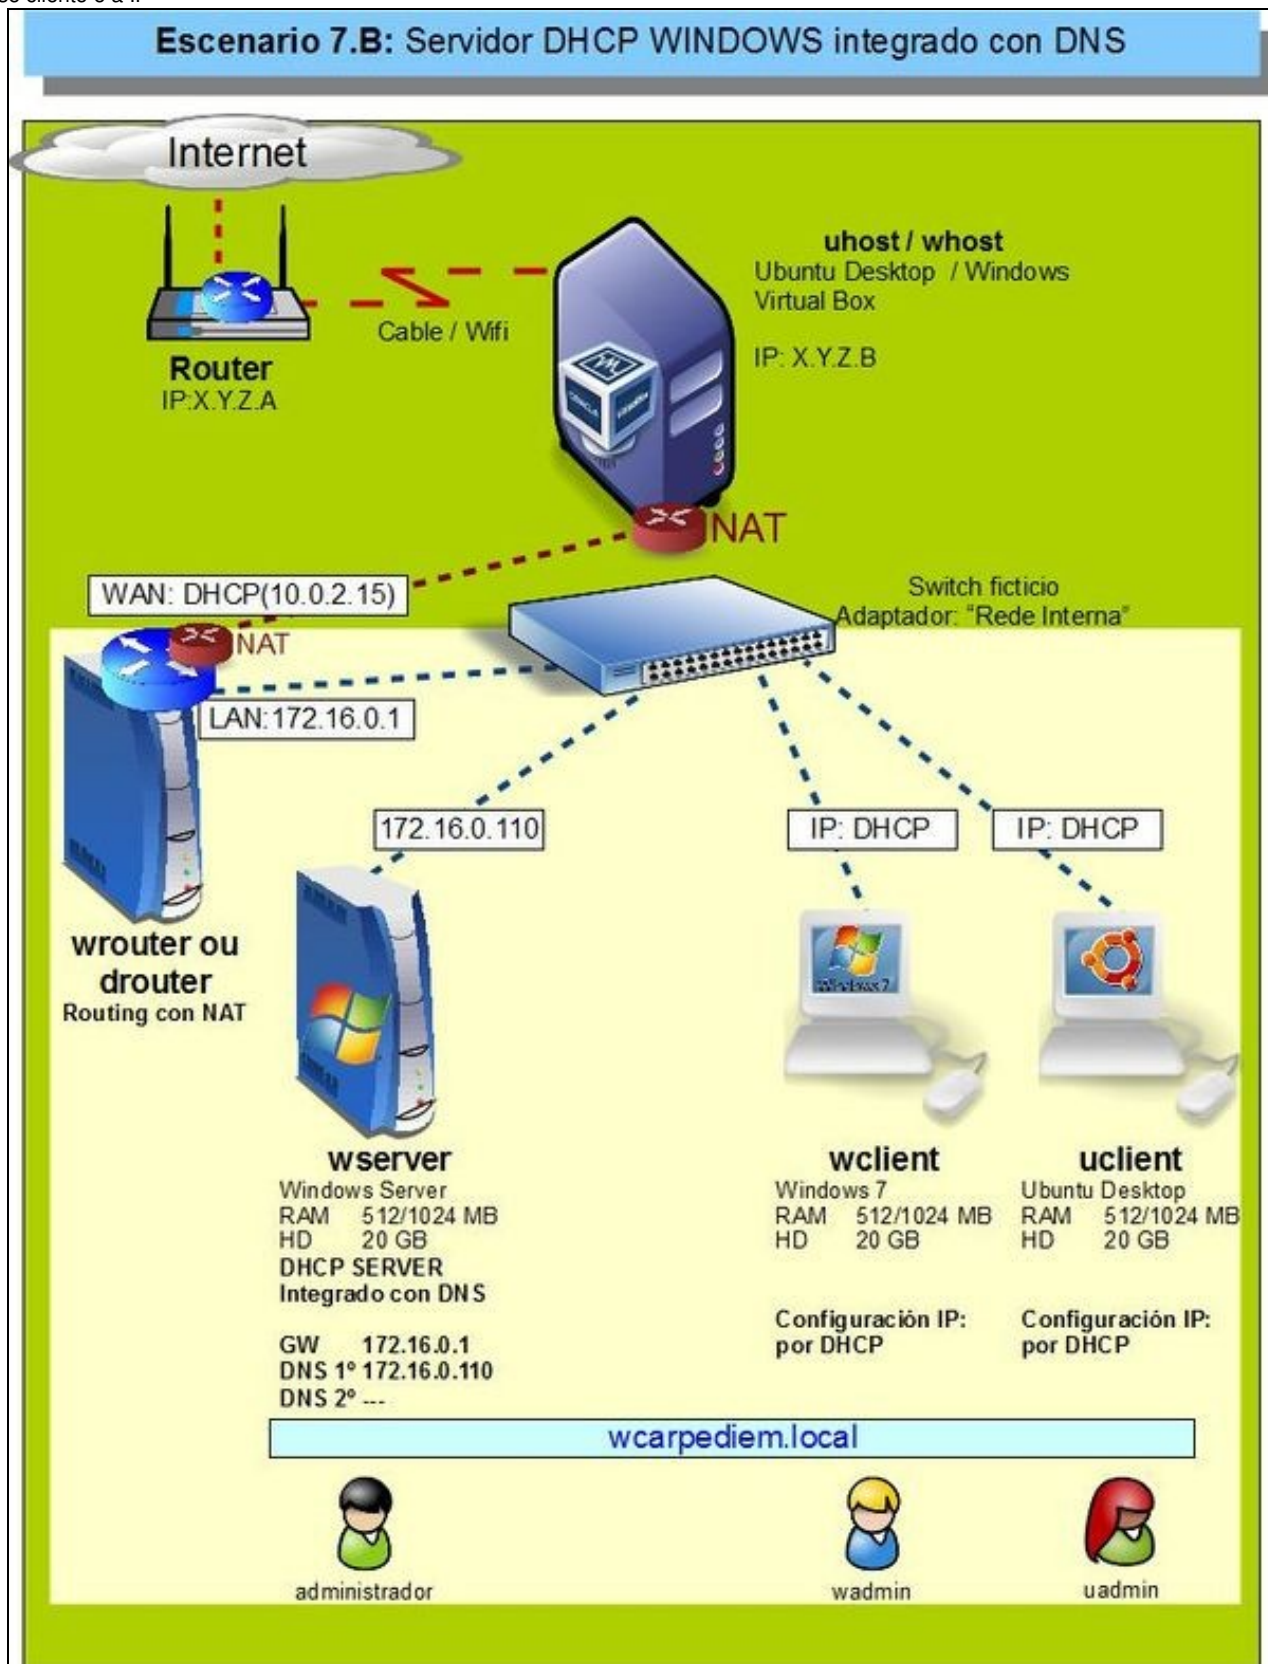 Escenario 7.B: Servidor DHCP WINDOWS integrado con DNS
Internet
uhost / whost
Ubuntu Desktop / Windows
Virtual Box
IP: X.Y.Z.B
Cable / Wifi
Router
IP:X.Y.Z.A
NAT
WAN: DHCP(10.0.2.15)
Switch ficticio
Adaptador: "Rede Interna"
NAT
LAN:172.16.0.1
172.16.0.110
IP: DHCP
IP: DHCP
wrouter ou
drouter
Routing con NAT
Windows 7
wserver
Windows Server
RAM 512/1024 MB
HD 20 GB
DHCP SERVER
Integrado con DNS
GW 172.16.0.1
DNS 1º 172.16.0.110
DNS 2º ---
wclient
Windows 7
RAM 512/1024 MB
HD 20 GB
Configuración IP:
por DHCP
uclient
Ubuntu Desktop
RAM 512/1024 MB
HD 20 GB
Configuración IP:
por DHCP
wcarpediem.local
administrador
wadmin
uadmin